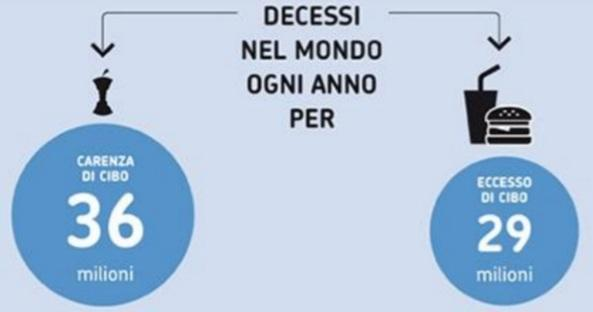 DECESSI
NEL MONDO
OGNI ANNO
PER
CARENZA
DI CIBO
36
milioni
ECCESSO
DI CIBO
29
milioni